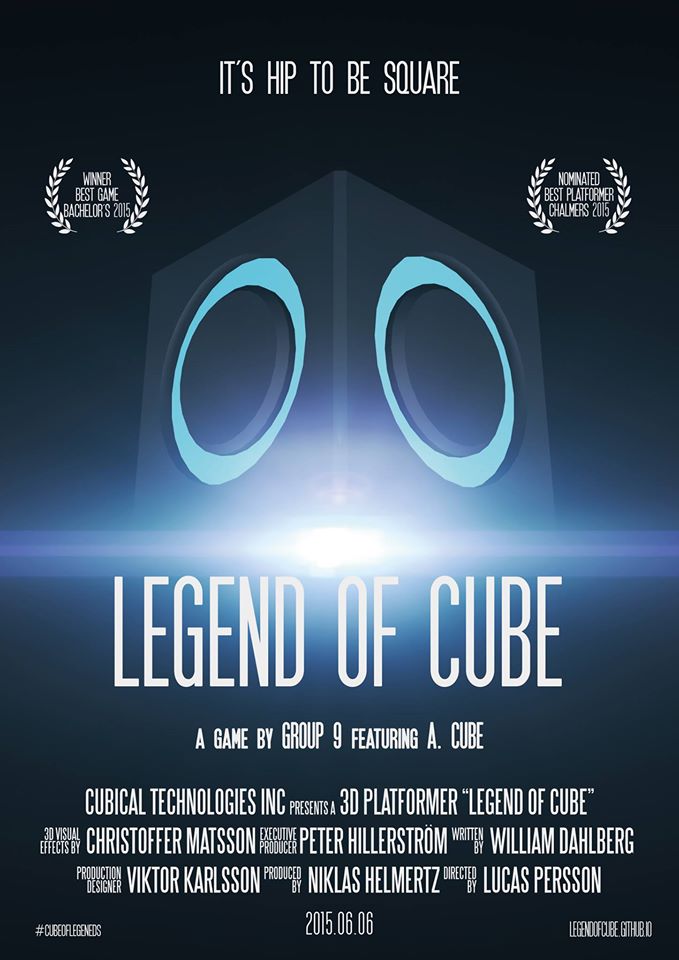 IT'S HIP TO BE SQUARE
WINNER
BEST GAME
BACHELOR'S 2015
NOMINATED
BEST PLATFORMER
CHALMERS 2015
LEGEND OF CUBE
A GAME BY GROUP 9 FEATURING A. CUBE
CUBICAL TECHNOLOGIES INC PRESENTS A 3D PLATFORMER "LEGEND OF CUBE"
3D VISUAL EFFECTS BY CHRISTOFFER MATSSON EXECUTIVE PRODUCER PETER HILLERSTRÖM WRITTEN BY WILLIAM DAHLBERG
PRODUCTION DESIGNER VIKTOR KARLSSON PRODUCED BY NIKLAS HELMERTZ DIRECTED BY LUCAS PERSSON
#CUBEOFLEGENEDS
2015.06.06
LEGENDOFCUBE.GITHUB.IO